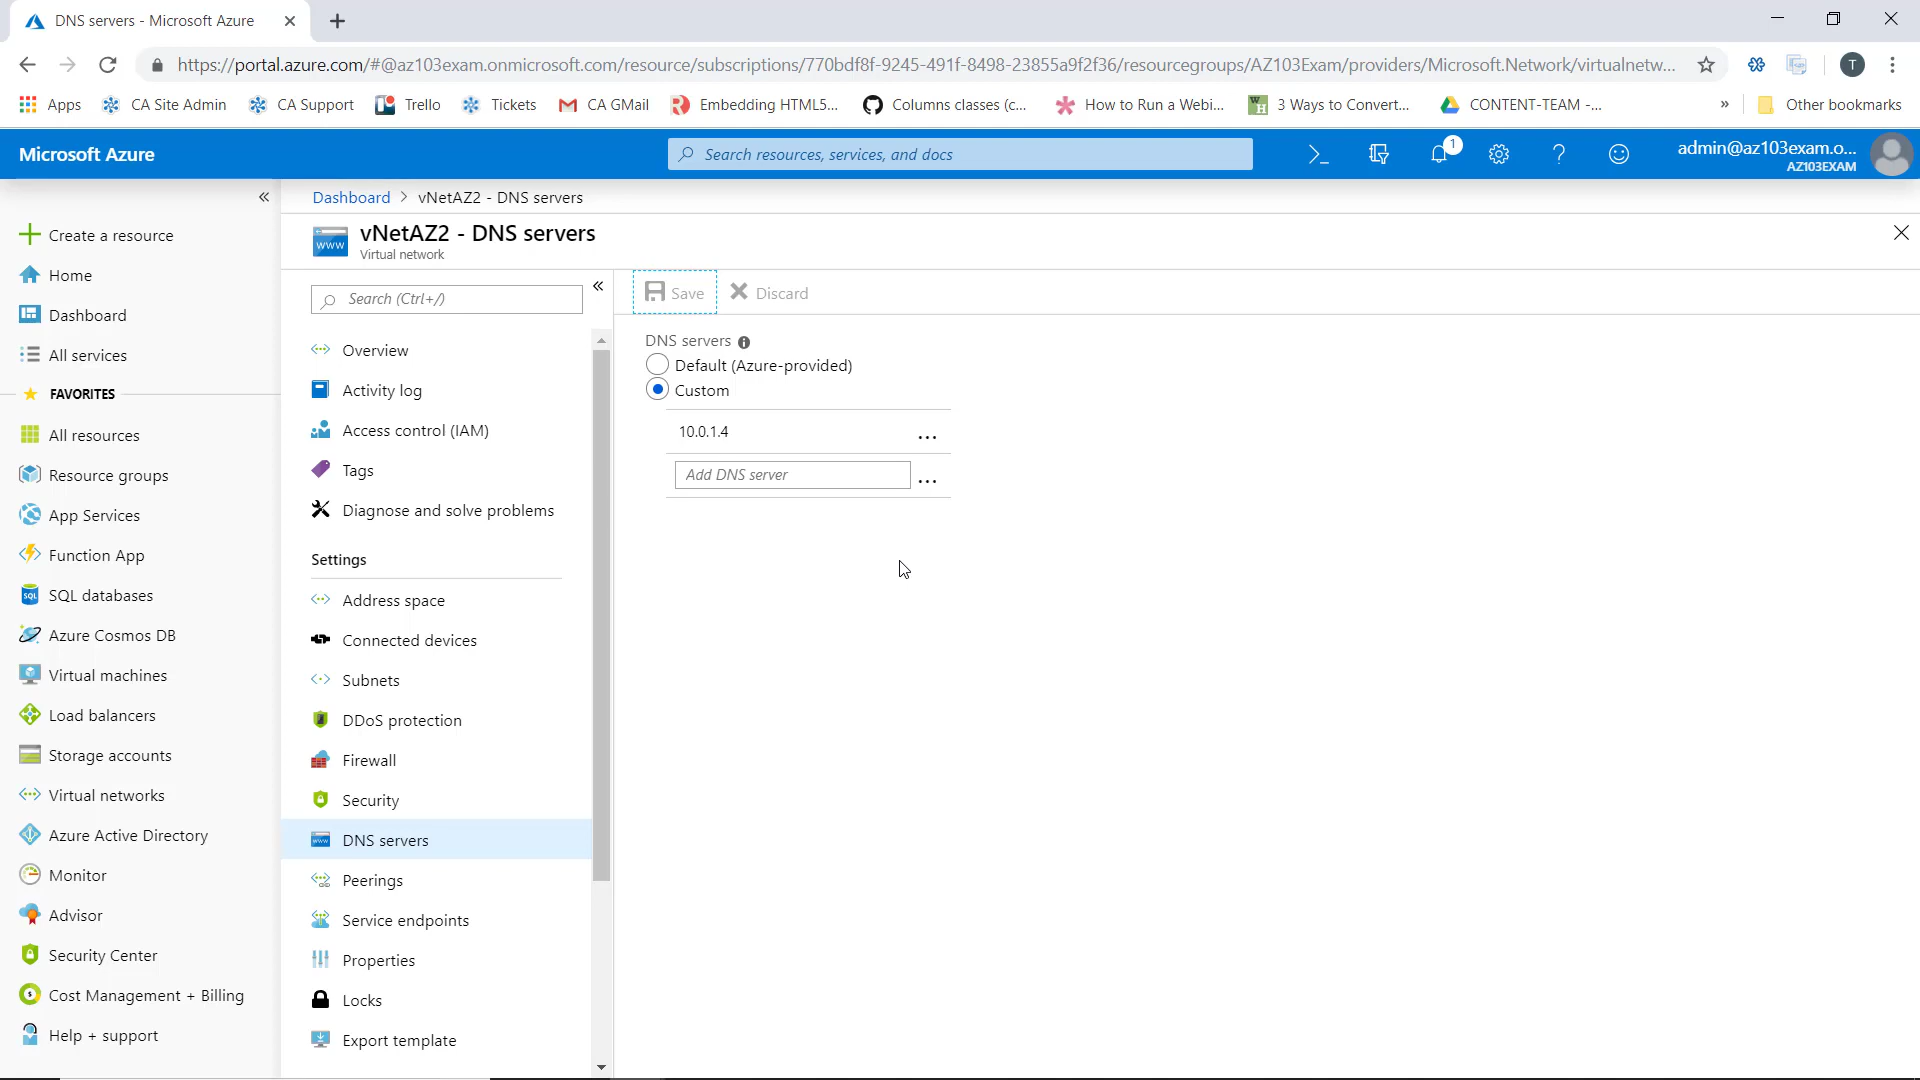 DNS servers - Microsoft Azure
https://portal.azure.com/#@az103exam.onmicrosoft.com/resource/subscriptions/770bdf8f-9245-491f-8498-23855a9f2f36/resourcegroups/AZ103Exam/providers/Microsoft.Network/virtualnetw...
T
Apps
CA Site Admin
CA Support
Trello
Tickets
CA GMail
Embedding HTML5...
Columns classes (c...
How to Run a Webi...
3 Ways to Convert...
CONTENT-TEAM -...
»
Other bookmarks
Microsoft Azure
Search resources, services, and docs
1
admin@az103exam.o...
AZ103EXAM
«
Create a resource
Home
Dashboard
All services
FAVORITES
All resources
Resource groups
App Services
Function App
SQL databases
Azure Cosmos DB
Virtual machines
Load balancers
Storage accounts
Virtual networks
Azure Active Directory
Monitor
Advisor
Security Center
Cost Management + Billing
Help + support
Dashboard > vNetAZ2 - DNS servers
www
vNetAZ2 - DNS servers
Virtual network
Search (Ctrl+/)
«
Overview
Activity log
Access control (IAM)
Tags
Diagnose and solve problems
Settings
Address space
Connected devices
Subnets
DDoS protection
Firewall
Security
DNS servers
Peerings
Service endpoints
Properties
Locks
Export template
Save
Discard
DNS servers
Default (Azure-provided)
Custom
10.0.1.4
...
Add DNS server
...